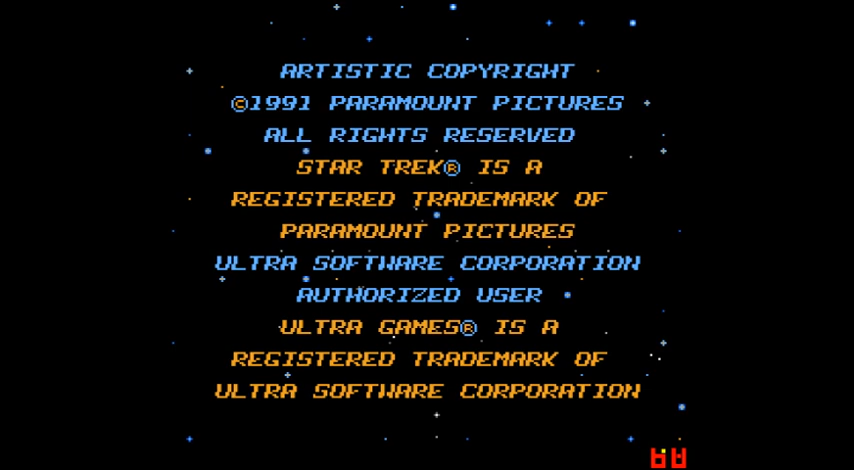 ARTISTIC COPYRIGHT
©1991 PARAMOUNT PICTURES
ALL RIGHTS RESERVED
STAR TREK® IS A
REGISTERED TRADEMARK OF
PARAMOUNT PICTURES
ULTRA SOFTWARE CORPORATION
AUTHORIZED USER
ULTRA GAMES® IS A
REGISTERED TRADEMARK OF
ULTRA SOFTWARE CORPORATION